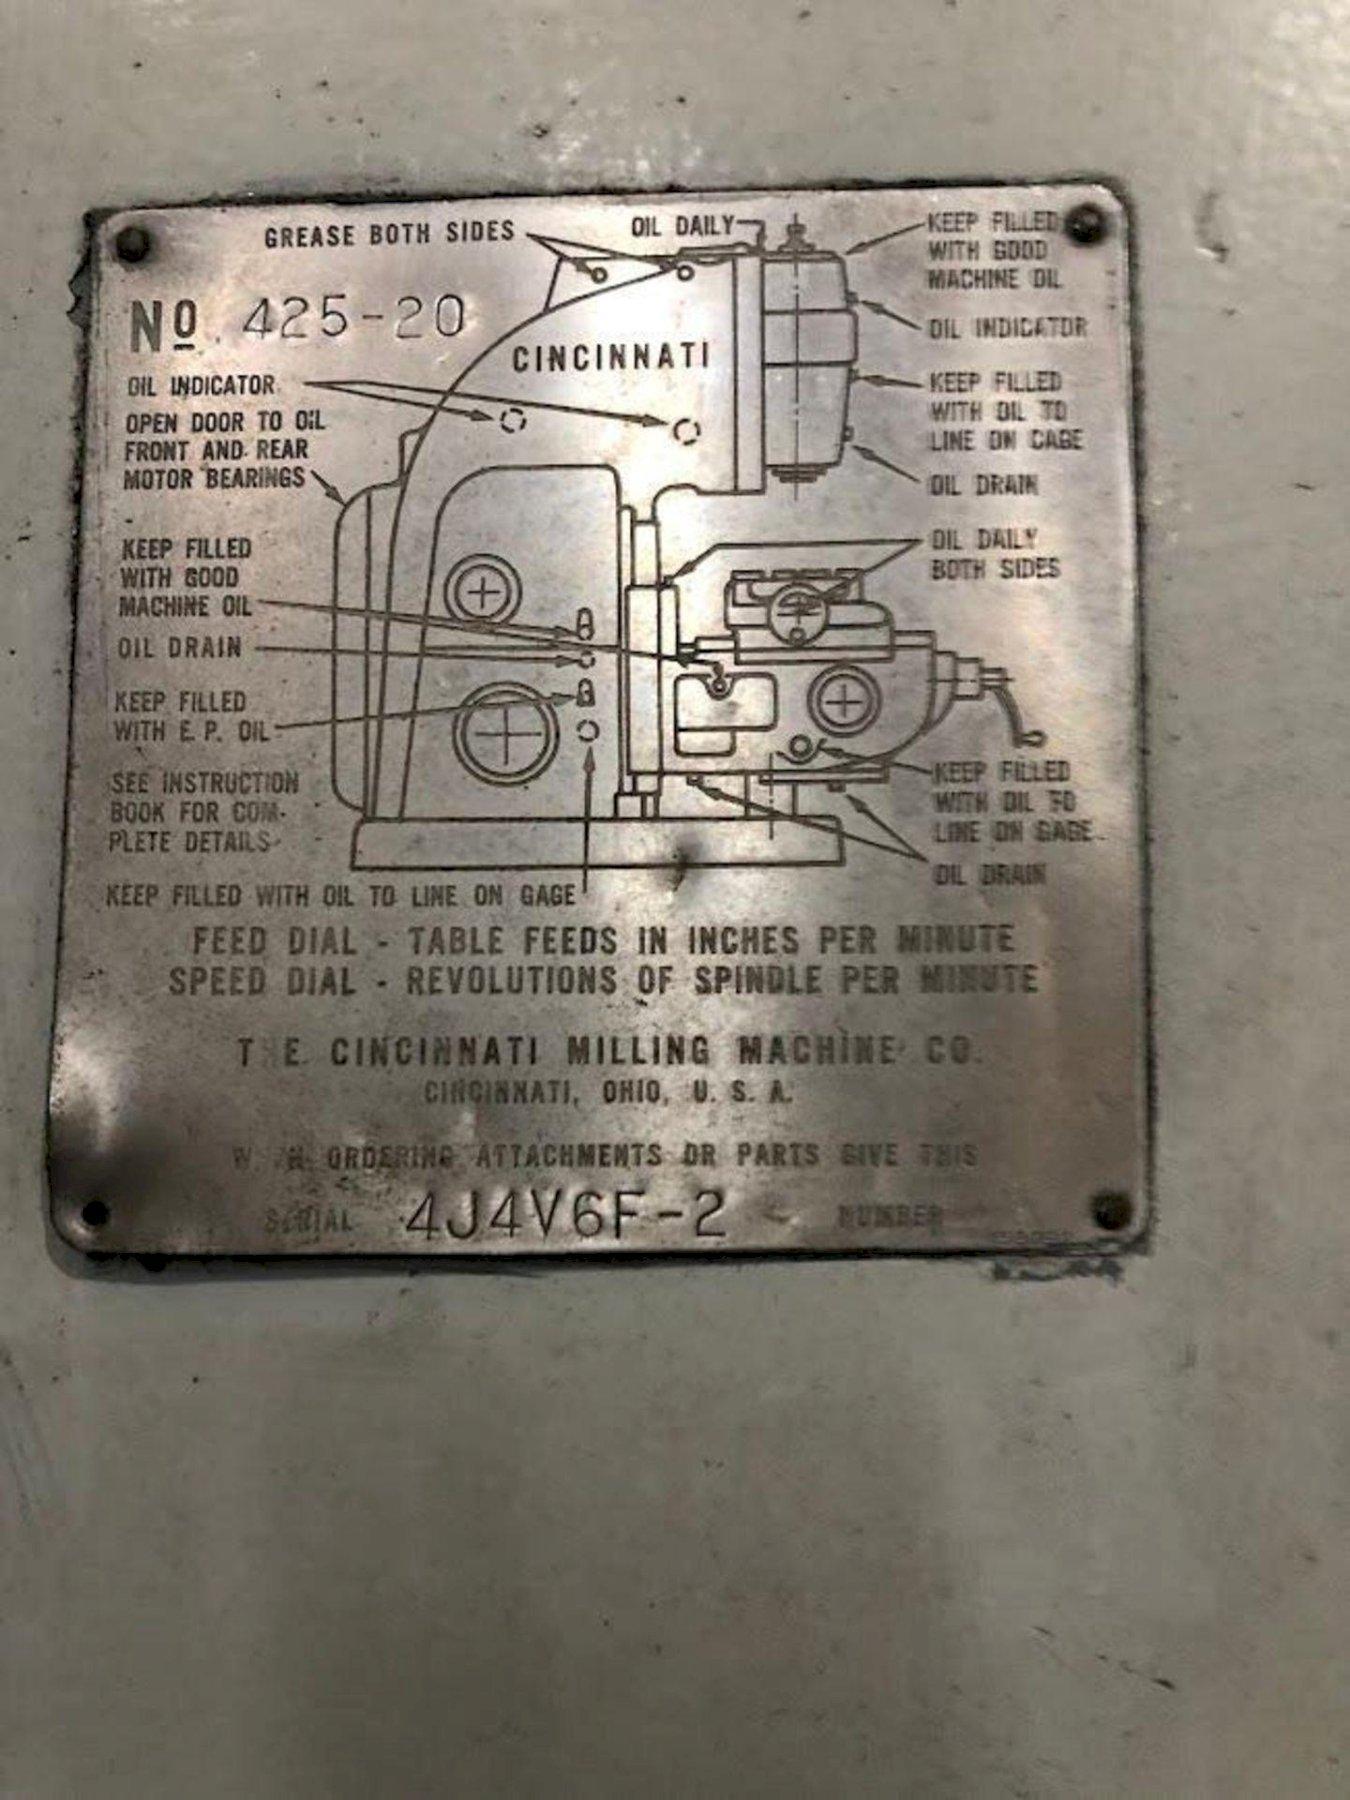 GREASE BOTH SIDES
OIL DAILY
KEEP FILLED
WITH GOOD
MACHINE OIL
No 425-20
OIL INDICATOR
CINCINNATI
OIL INDICATOR
OPEN DOOR TO OIL
FRONT AND REAR
MOTOR BEARINGS
KEEP FILLED
WITH OIL TO
LINE ON GAGE
OIL DRAIN
KEEP FILLED
WITH GOOD
MACHINE OIL
OIL DAILY
BOTH SIDES
OIL DRAIN
KEEP FILLED
WITH E. P. OIL
SEE INSTRUCTION
BOOK FOR COM-
PLETE DETAILS
KEEP FILLED
WITH OIL TO
LINE ON GAGE
OIL DRAIN
KEEP FILLED WITH OIL TO LINE ON GAGE
FEED DIAL - TABLE FEEDS IN INCHES PER MINUTE
SPEED DIAL - REVOLUTIONS OF SPINDLE PER MINUTE
THE CINCINNATI MILLING MACHINE CO.
CINCINNATI, OHIO, U. S. A.
WHEN ORDERING ATTACHMENTS OR PARTS GIVE THIS
SERIAL 4J4V6F-2 NUMBER